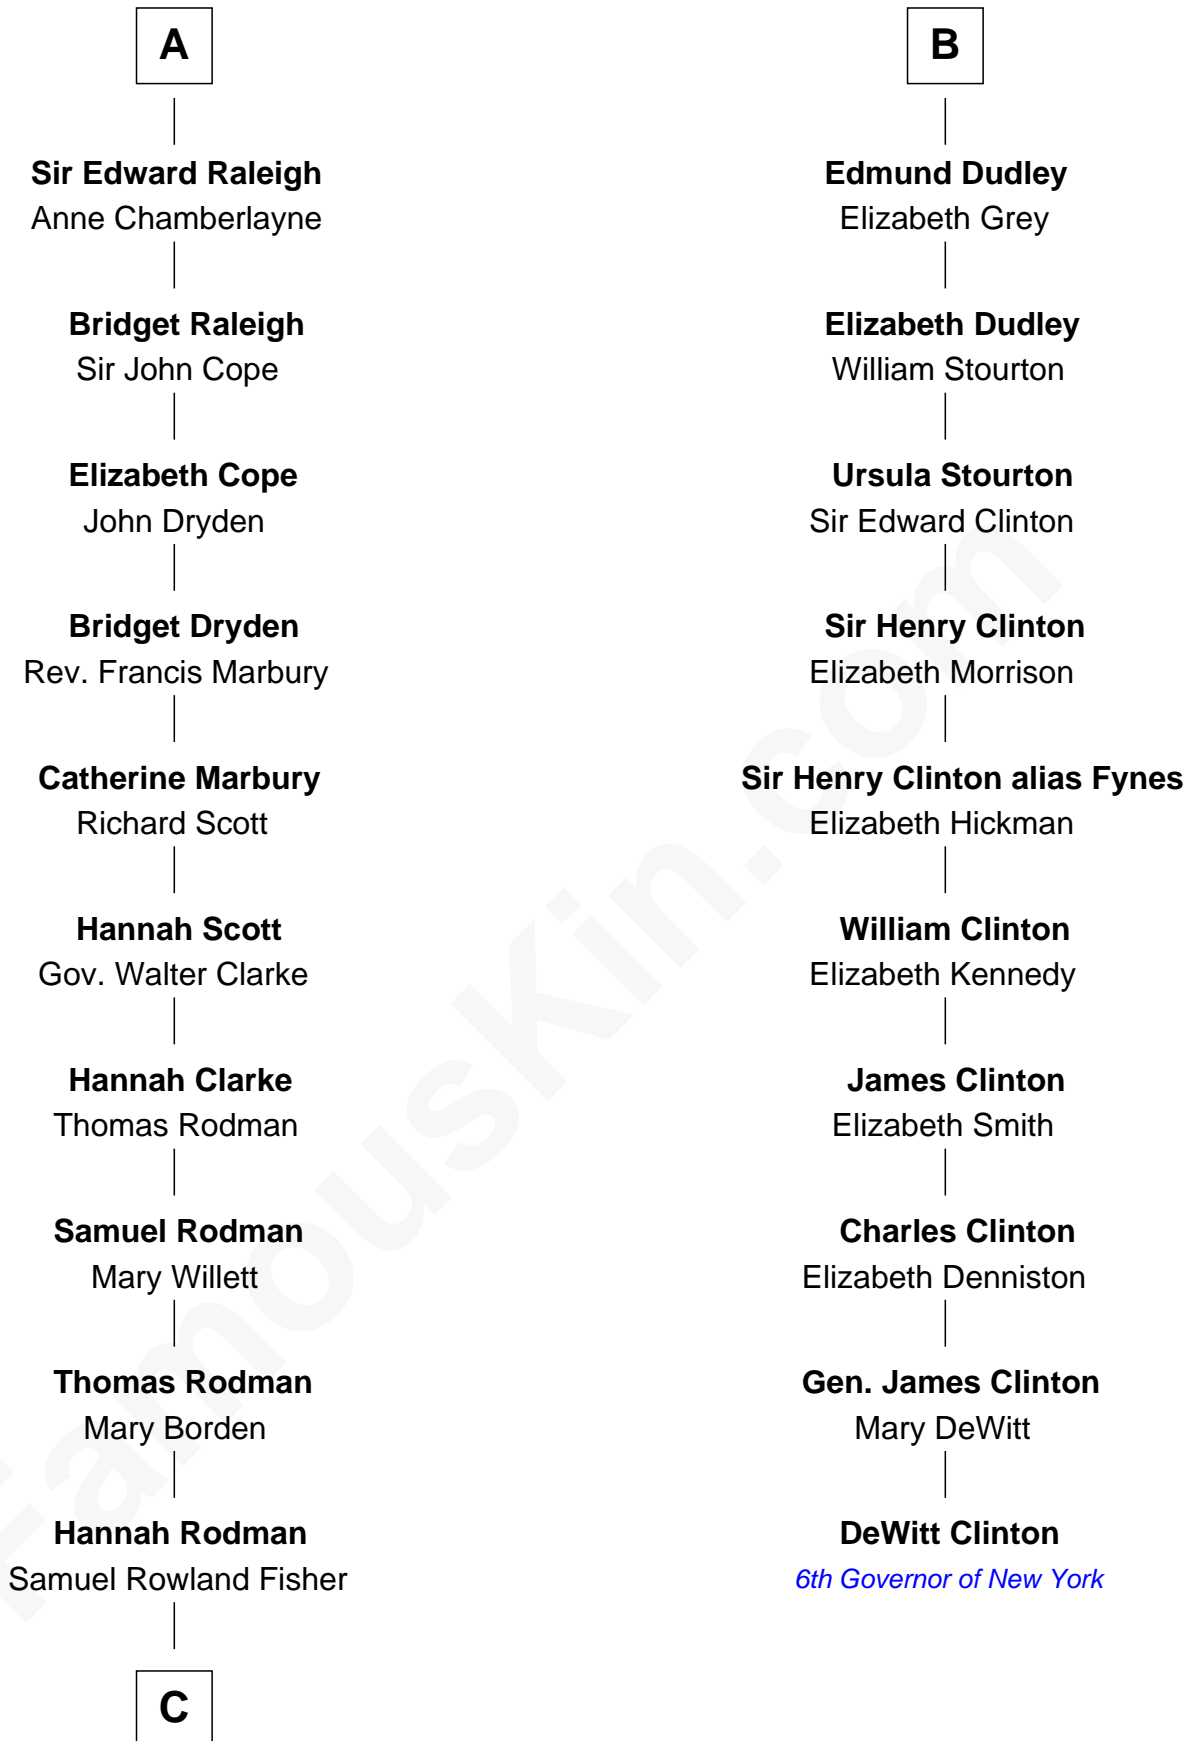 A
Sir Edward Raleigh
Anne Chamberlayne
Bridget Raleigh
Sir John Cope
Elizabeth Cope
John Dryden
Bridget Dryden
Rev. Francis Marbury
Catherine Marbury
Richard Scott
Hannah Scott
Gov. Walter Clarke
Hannah Clarke
Thomas Rodman
Samuel Rodman
Mary Willett
Thomas Rodman
Mary Borden
Hannah Rodman
Samuel Rowland Fisher
C
B
Edmund Dudley
Elizabeth Grey
Elizabeth Dudley
William Stourton
Ursula Stourton
Sir Edward Clinton
Sir Henry Clinton
Elizabeth Morrison
Sir Henry Clinton alias Fynes
Elizabeth Hickman
William Clinton
Elizabeth Kennedy
James Clinton
Elizabeth Smith
Charles Clinton
Elizabeth Denniston
Gen. James Clinton
Mary DeWitt
DeWitt Clinton
6th Governor of New York
FamousKin.com